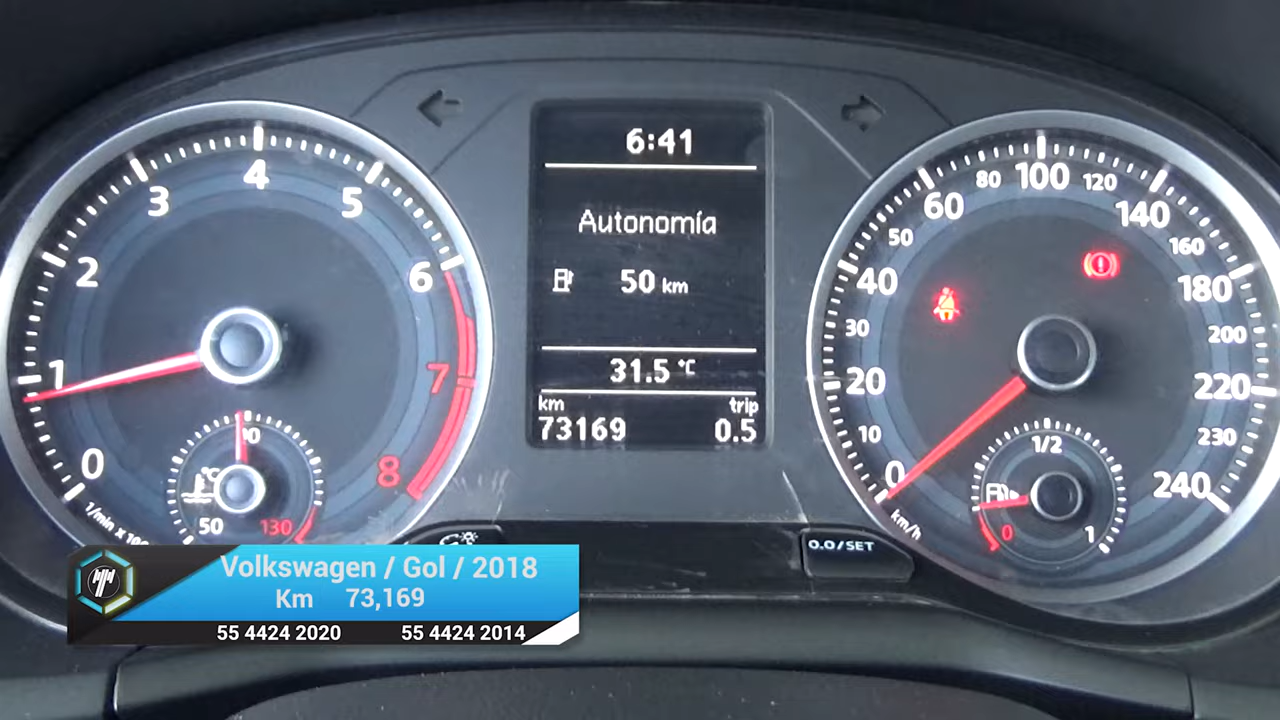 6:41
Autonomía
50 km
31.5 °C
km trip
73169 0.5
0 1 2 3 4 5 6 7 8
1/min x 10
50 90 130
°C
0 10 20 30 40 50 60 80 100 120 140 160 180 200 220 230 240
km/h
0 1/2 1
0.0/SET
Volkswagen / Gol / 2018
Km 73,169
55 4424 2020 55 4424 2014